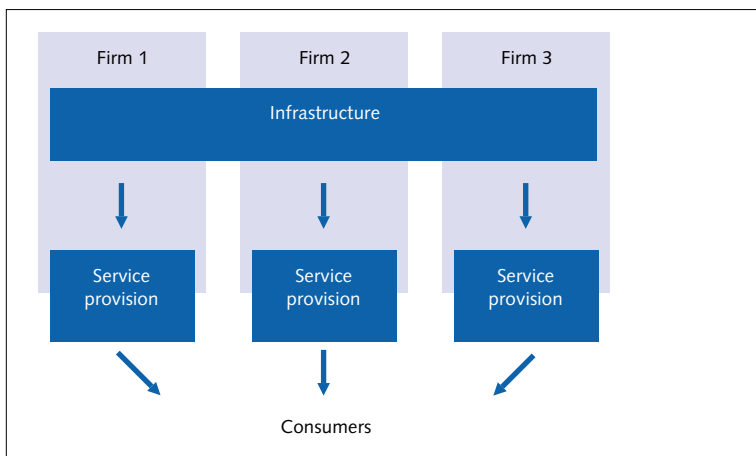 Firm 1
Firm 2
Firm 3
Infrastructure
Service
provision
Service
provision
Service
provision
Consumers